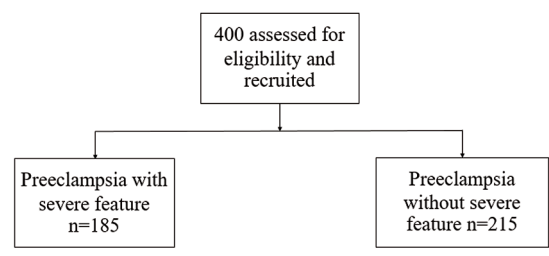 400 assessed for
eligibility and
recruited
Preeclampsia with
severe feature
n=185
Preeclampsia
without severe
feature n=215